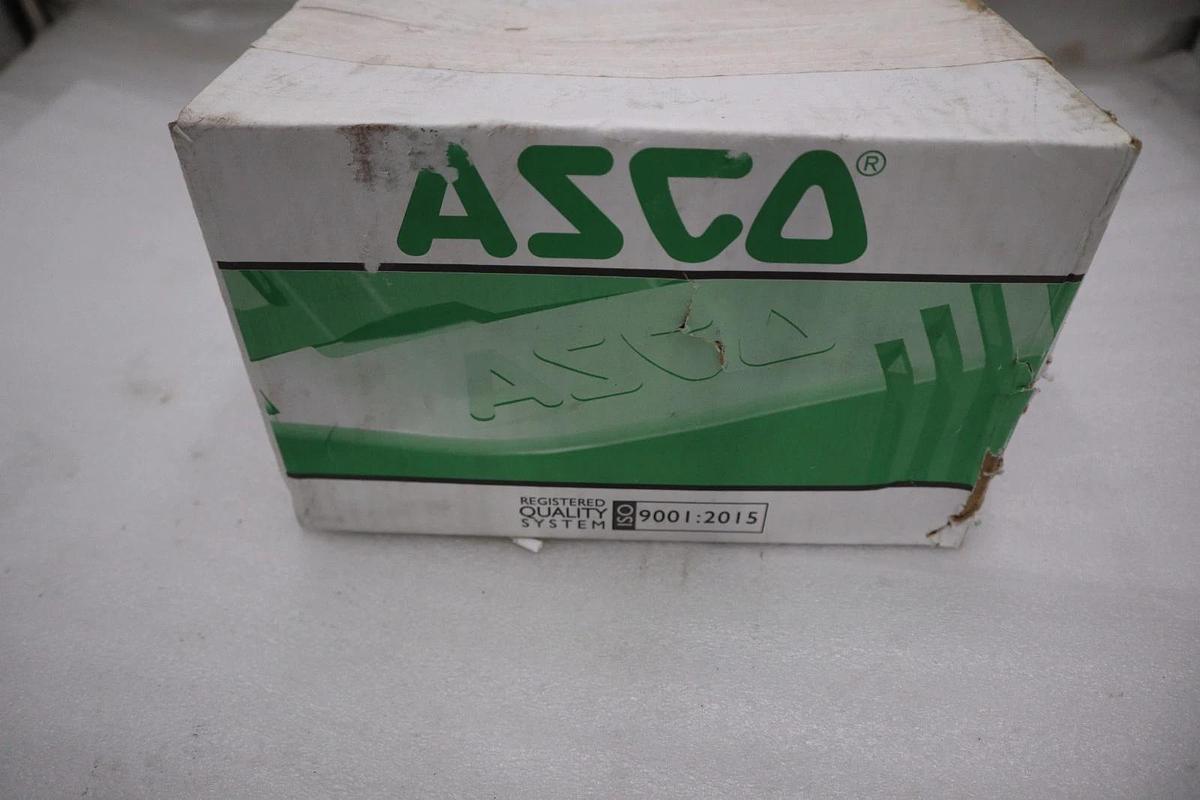 ASCO®
ASCO
REGISTERED
QUALITY
SYSTEM
ISO 9001:2015